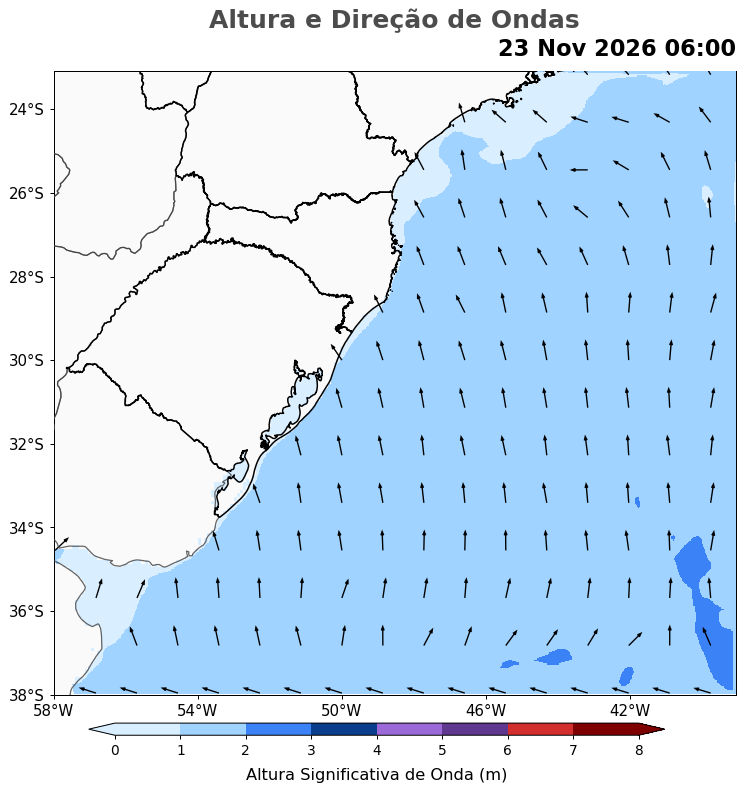 Altura e Direção de Ondas
23 Nov 2026 06:00
24°S
26°S
28°S
30°S
32°S
34°S
36°S
38°S
58°W 54°W 50°W 46°W 42°W
0 1 2 3 4 5 6 7 8
Altura Significativa de Onda (m)